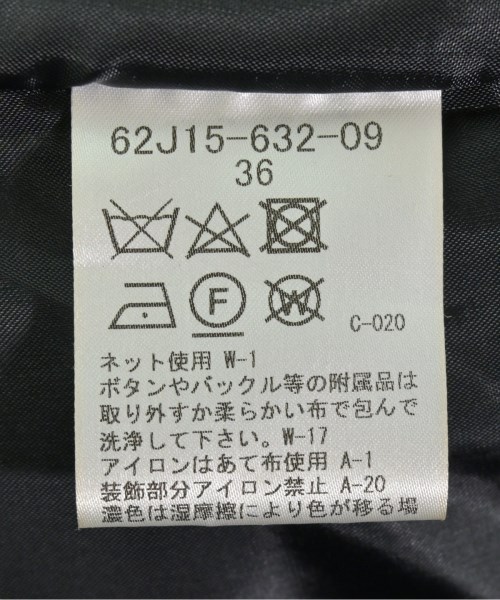 62J15-632-09
36
F
W
C-020
ネット使用 W-1
ボタンやバックル等の附属品は
取り外すか柔らかい布で包んで
洗浄して下さい。W-17
アイロンはあて布使用 A-1
装飾部分アイロン禁止 A-20
濃色は湿摩擦により色が移る場